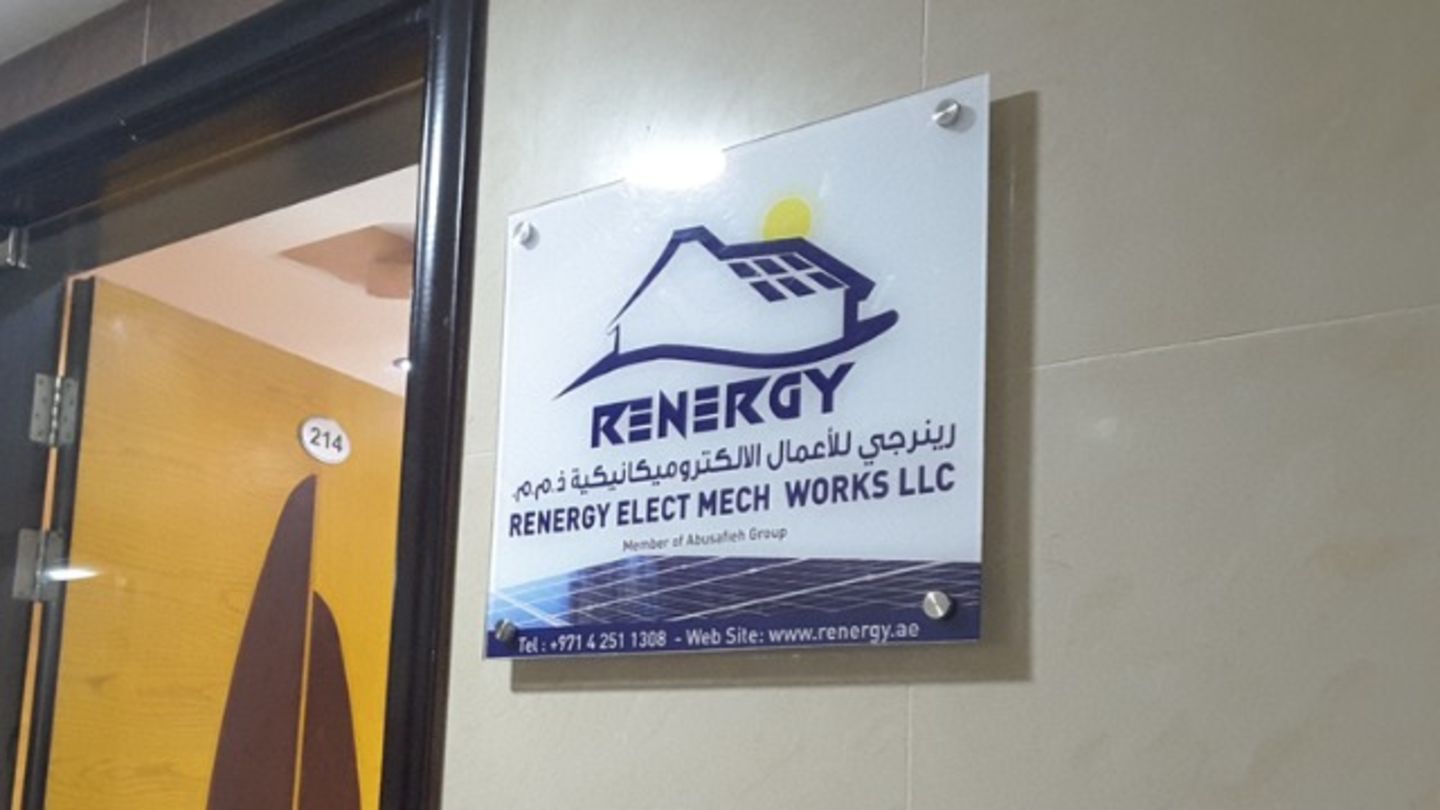 214
RENERGY
رينرجي للأعمال الالكتروميكانيكية ذ.م.م.
RENERGY ELECT MECH WORKS LLC
Member of Abusafieh Group
Tel : +971 4 251 1308 - Web Site: www.renergy.ae